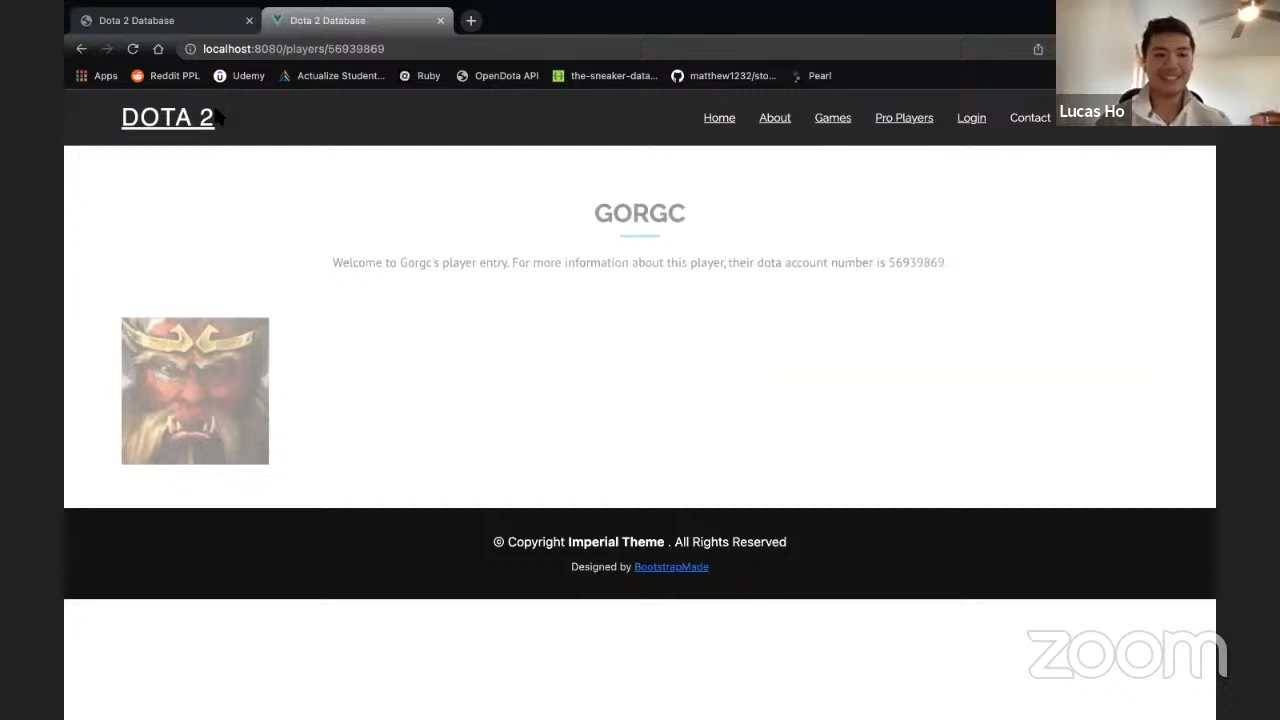 Dota 2 Database
Dota 2 Database
localhost:8080/players/56939869
Apps Reddit PPL Udemy Actualize Student... Ruby OpenDota API the-sneaker-data... matthew1232/sto... Pearl
Lucas Ho
DOTA 2
Home About Games Pro Players Login Contact
GORGC
Welcome to Gorgc's player entry. For more information about this player, their dota account number is 56939869
© Copyright Imperial Theme . All Rights Reserved
Designed by BootstrapMade
zoom